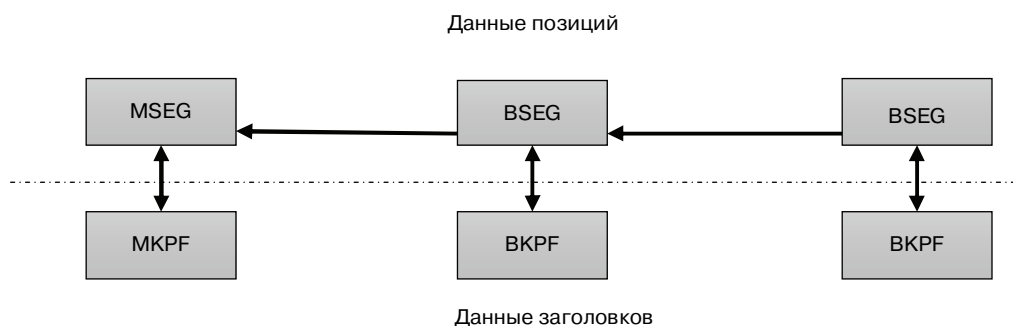 Данные позиций
MSEG
BSEG
BSEG
MKPF
BKPF
BKPF
Данные заголовков